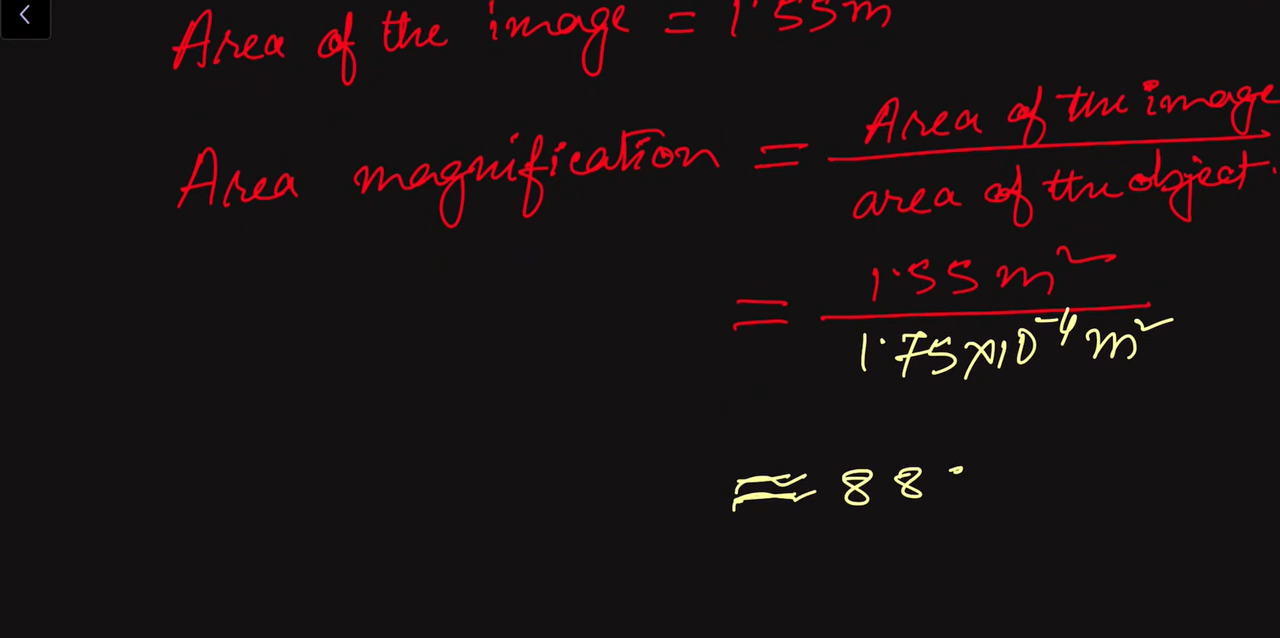 Area of the image = 1.55m
Area magnification = Area of the image
area of the object.
= 1.55 m²
1.75×10⁻⁴ m²
≈ 88